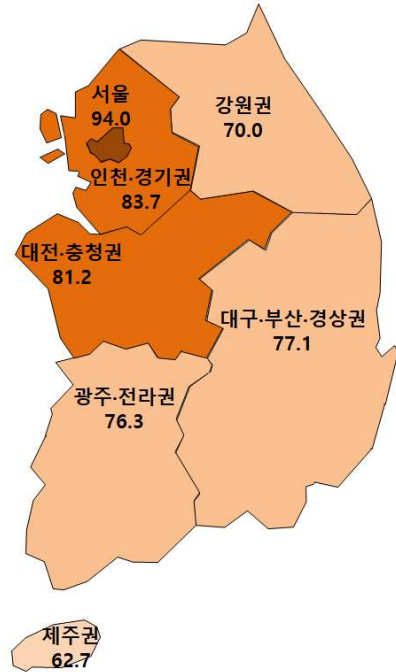 서울
94.0
강원권
70.0
인천·경기권
83.7
대전·충청권
81.2
대구·부산·경상권
77.1
광주·전라권
76.3
제주권
62.7